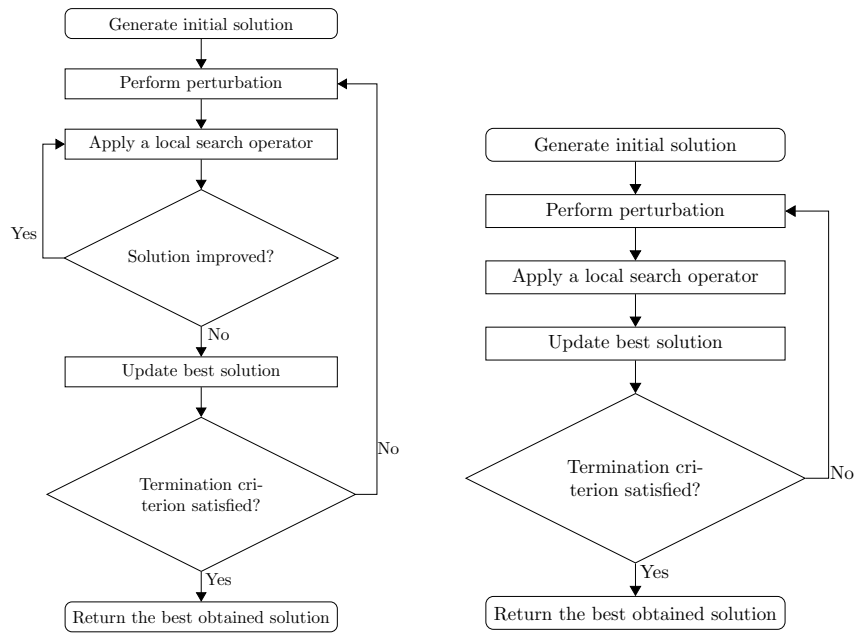 Generate initial solution
Perform perturbation
Apply a local search operator
Yes
Solution improved?
No
Update best solution
No
Termination cri-
terion satisfied?
Yes
Return the best obtained solution
Generate initial solution
Perform perturbation
Apply a local search operator
Update best solution
Termination cri-
terion satisfied?
No
Yes
Return the best obtained solution